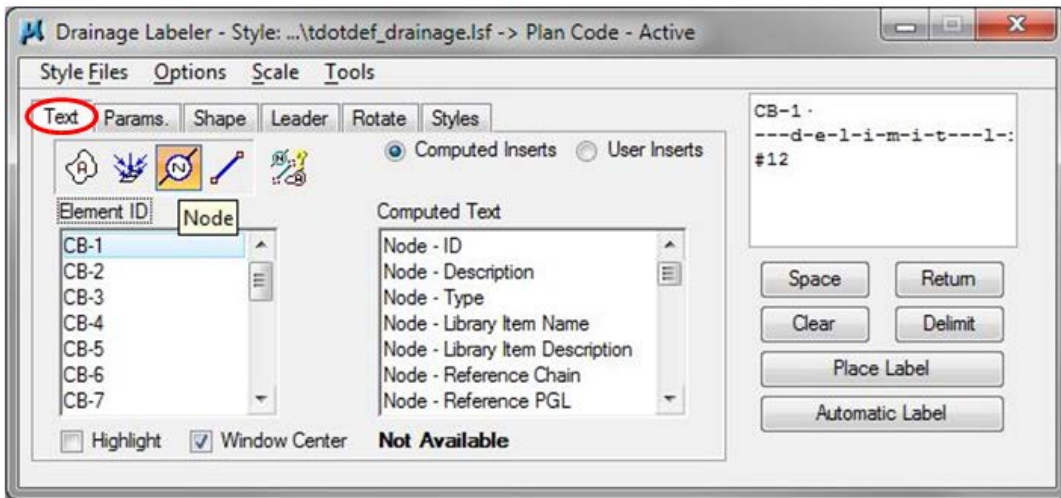 Drainage Labeler - Style: ...\tdotdef_drainage.lsf -> Plan Code - Active
Style Files Options Scale Tools
Text Params. Shape Leader Rotate Styles
Computed Inserts User Inserts
Element ID
Node
CB-1
CB-2
CB-3
CB-4
CB-5
CB-6
CB-7
Computed Text
Node - ID
Node - Description
Node - Type
Node - Library Item Name
Node - Library Item Description
Node - Reference Chain
Node - Reference PGL
Highlight Window Center Not Available
CB-1 ·
---d-e-l-i-m-i-t---l-
#12
Space Return
Clear Delimit
Place Label
Automatic Label